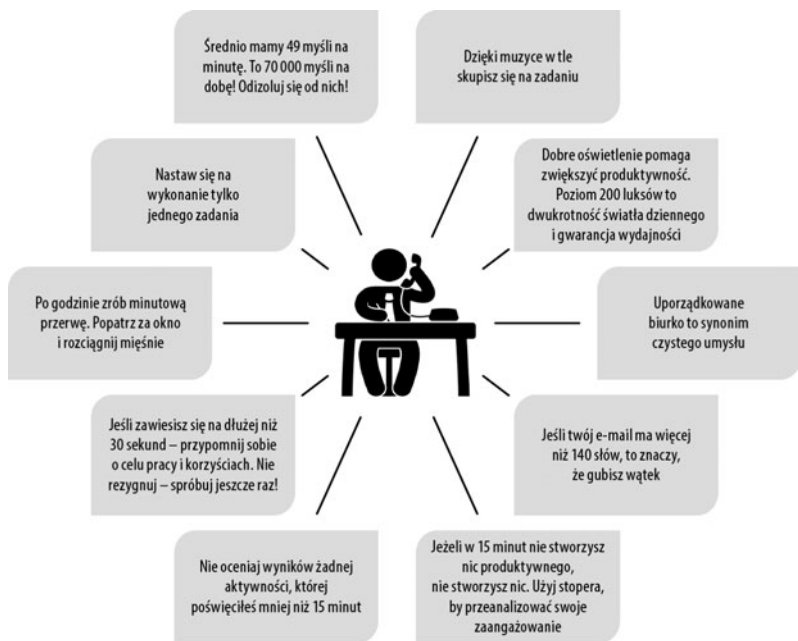 Średnio mamy 49 myśli na
minutę. To 70 000 myśli na
dobę! Odizoluj się od nich!
Dzięki muzyce w tle
skupisz się na zadaniu
Nastaw się na
wykonanie tylko
jednego zadania
Dobre oświetlenie pomaga
zwiększyć produktywność.
Poziom 200 luksów to
dwukrotność światła dziennego
i gwarancja wydajności
Po godzinie zrób minutową
przerwę. Popatrz za okno
i rozciągnij mięśnie
Uporządkowane
biurko to synonim
czystego umysłu
Jeśli zawiesisz się na dłużej niż
30 sekund – przypomnij sobie
o celu pracy i korzyściach. Nie
rezygnuj – spróbuj jeszcze raz!
Jeśli twój e-mail ma więcej
niż 140 słów, to znaczy,
że gubisz wątek
Nie oceniaj wyników żadnej
aktywności, której
poświęciłeś mniej niż 15 minut
Jeżeli w 15 minut nie stworzysz
nic produktywnego,
nie stworzysz nic. Użyj stopera,
by przeanalizować swoje
zaangażowanie